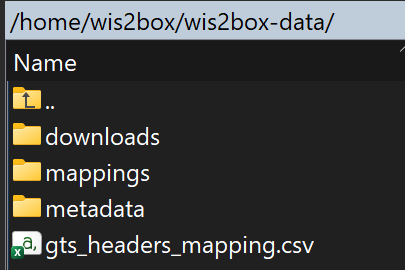 /home/wis2box/wis2box-data/
Name
..
downloads
mappings
metadata
gts_headers_mapping.csv